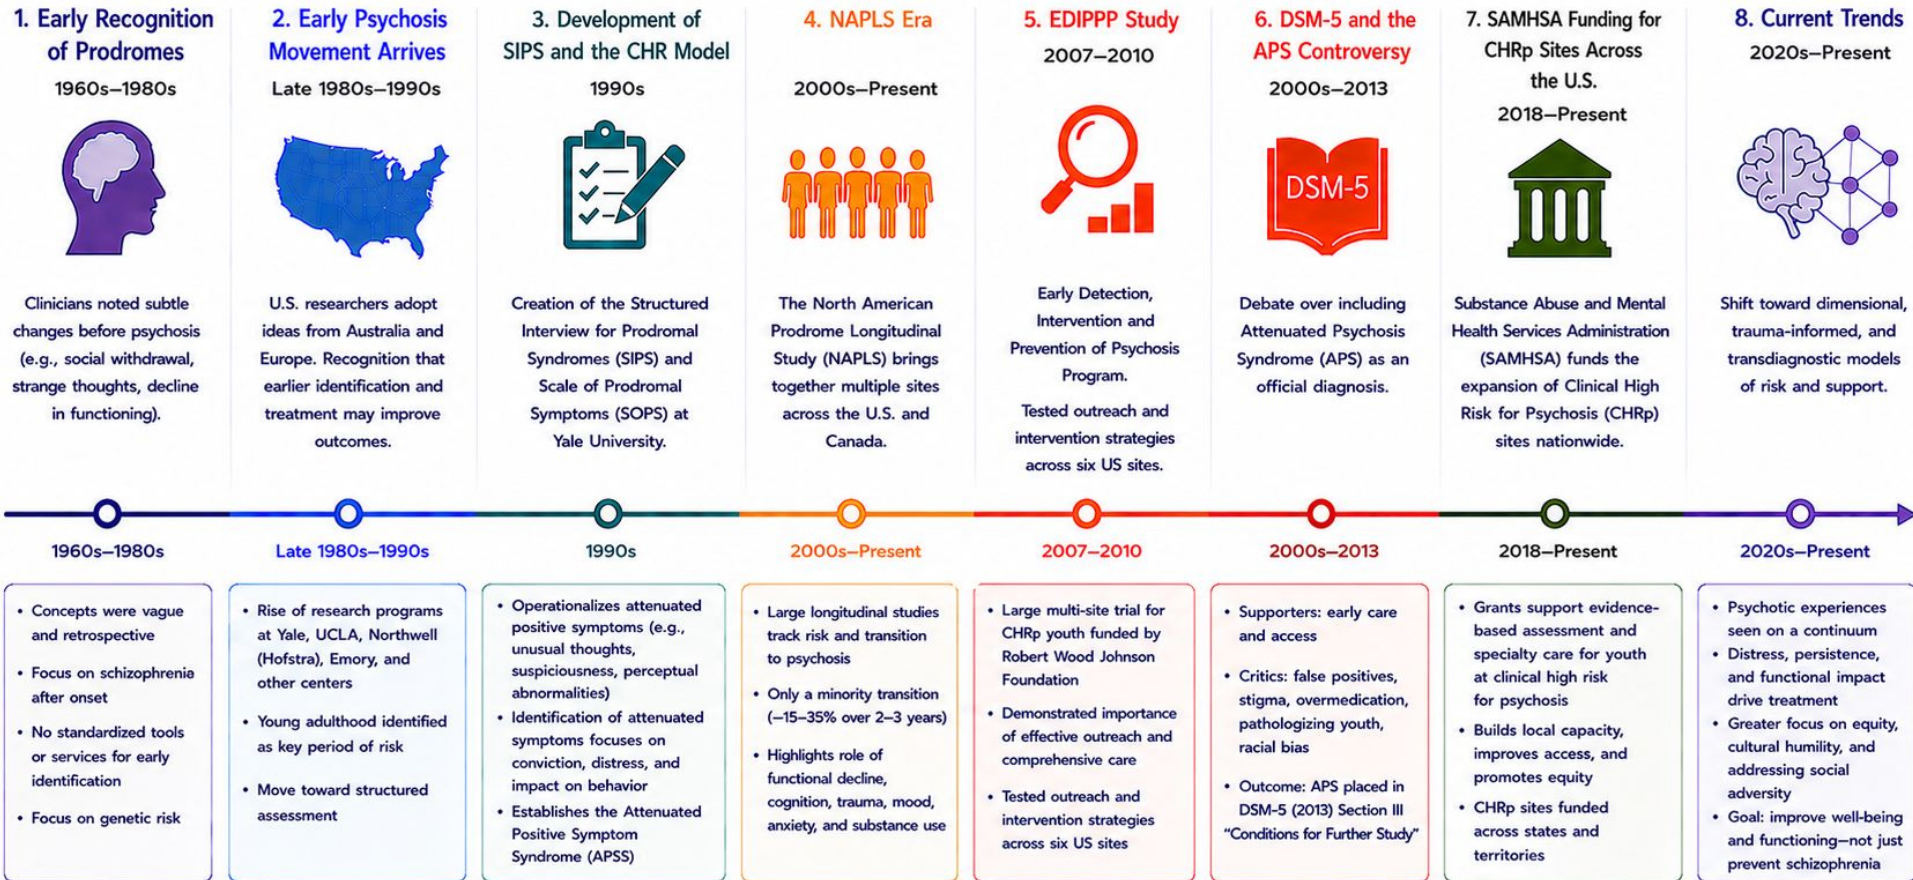 1. Early Recognition
of Prodromes
1960s–1980s
Clinicians noted subtle
changes before psychosis
(e.g., social withdrawal,
strange thoughts, decline
in functioning).
2. Early Psychosis
Movement Arrives
Late 1980s–1990s
U.S. researchers adopt
ideas from Australia and
Europe. Recognition that
earlier identification and
treatment may improve
outcomes.
3. Development of
SIPS and the CHR Model
1990s
Creation of the Structured
Interview for Prodromal
Syndromes (SIPS) and
Scale of Prodromal
Symptoms (SOPS) at
Yale University.
4. NAPLS Era
2000s–Present
The North American
Prodrome Longitudinal
Study (NAPLS) brings
together multiple sites
across the U.S. and
Canada.
5. EDIPPP Study
2007–2010
Early Detection,
Intervention and
Prevention of Psychosis
Program.
Tested outreach and
intervention strategies
across six US sites.
6. DSM-5 and the
APS Controversy
2000s–2013
DSM-5
Debate over including
Attenuated Psychosis
Syndrome (APS) as an
official diagnosis.
7. SAMHSA Funding for
CHRp Sites Across
the U.S.
2018–Present
Substance Abuse and Mental
Health Services Administration
(SAMHSA) funds the
expansion of Clinical High
Risk for Psychosis (CHRp)
sites nationwide.
8. Current Trends
2020s–Present
Shift toward dimensional,
trauma-informed, and
transdiagnostic models
of risk and support.
1960s–1980s
• Concepts were vague
and retrospective
• Focus on schizophrenia
after onset
• No standardized tools
or services for early
identification
• Focus on genetic risk
Late 1980s–1990s
• Rise of research programs
at Yale, UCLA, Northwell
(Hofstra), Emory, and
other centers
• Young adulthood identified
as key period of risk
• Move toward structured
assessment
1990s
• Operationalizes attenuated
positive symptoms (e.g.,
unusual thoughts,
suspiciousness, perceptual
abnormalities)
• Identification of attenuated
symptoms focuses on
conviction, distress, and
impact on behavior
• Establishes the Attenuated
Positive Symptom
Syndrome (APSS)
2000s–Present
• Large longitudinal studies
track risk and transition
to psychosis
• Only a minority transition
(–15–35% over 2–3 years)
• Highlights role of
functional decline,
cognition, trauma, mood,
anxiety, and substance use
2007–2010
• Large multi-site trial for
CHRp youth funded by
Robert Wood Johnson
Foundation
• Demonstrated importance
of effective outreach and
comprehensive care
• Tested outreach and
intervention strategies
across six US sites
2000s–2013
• Supporters: early care
and access
• Critics: false positives,
stigma, overmedication,
pathologizing youth,
racial bias
• Outcome: APS placed in
DSM-5 (2013) Section III
“Conditions for Further Study”
2018–Present
• Grants support evidence-
based assessment and
specialty care for youth
at clinical high risk
for psychosis
• Builds local capacity,
improves access, and
promotes equity
• CHRp sites funded
across states and
territories
2020s–Present
• Psychotic experiences
seen on a continuum
• Distress, persistence,
and functional impact
drive treatment
• Greater focus on equity,
cultural humility, and
addressing social
adversity
• Goal: improve well-being
and functioning—not just
prevent schizophrenia